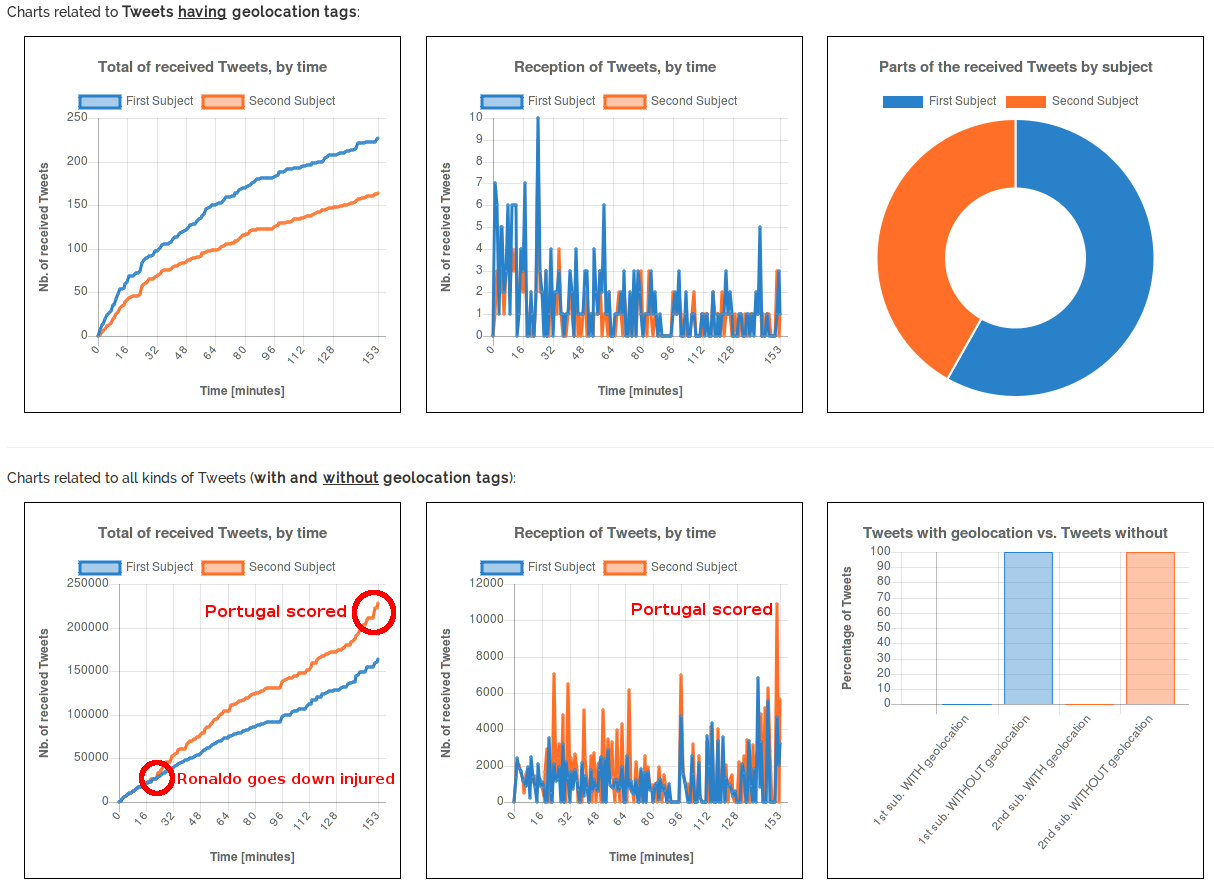 Charts related to Tweets having geolocation tags:
Total of received Tweets, by time
First Subject Second Subject
250
200
150
100
50
0
Nb. of received Tweets
0 16 32 48 64 80 96 112 128 153
Time [minutes]
Reception of Tweets, by time
First Subject Second Subject
10
9
8
7
6
5
4
3
2
1
0
Nb. of received Tweets
0 16 32 48 64 80 96 112 128 153
Time [minutes]
Parts of the received Tweets by subject
First Subject Second Subject
Charts related to all kinds of Tweets (with and without geolocation tags):
Total of received Tweets, by time
First Subject Second Subject
250000
200000
150000
100000
50000
0
Nb. of received Tweets
Portugal scored
Ronaldo goes down injured
0 16 32 48 64 80 96 112 128 153
Time [minutes]
Reception of Tweets, by time
First Subject Second Subject
12000
10000
8000
6000
4000
2000
0
Nb. of received Tweets
Portugal scored
0 16 32 48 64 80 96 112 128 153
Time [minutes]
Tweets with geolocation vs. Tweets without
100
90
80
70
60
50
40
30
20
10
0
Percentage of Tweets
1st sub. WITH geolocation
1st sub. WITHOUT geolocation
2nd sub. WITH geolocation
2nd sub. WITHOUT geolocation